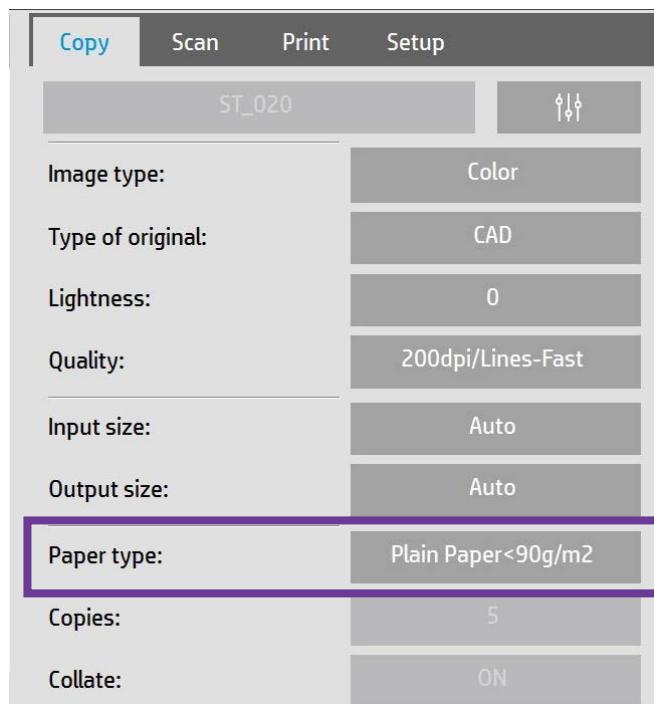 Copy Scan Print Setup
ST_020
Image type: Color
Type of original: CAD
Lightness: 0
Quality: 200dpi/Lines-Fast
Input size: Auto
Output size: Auto
Paper type: Plain Paper<90g/m2
Copies: 5
Collate: ON